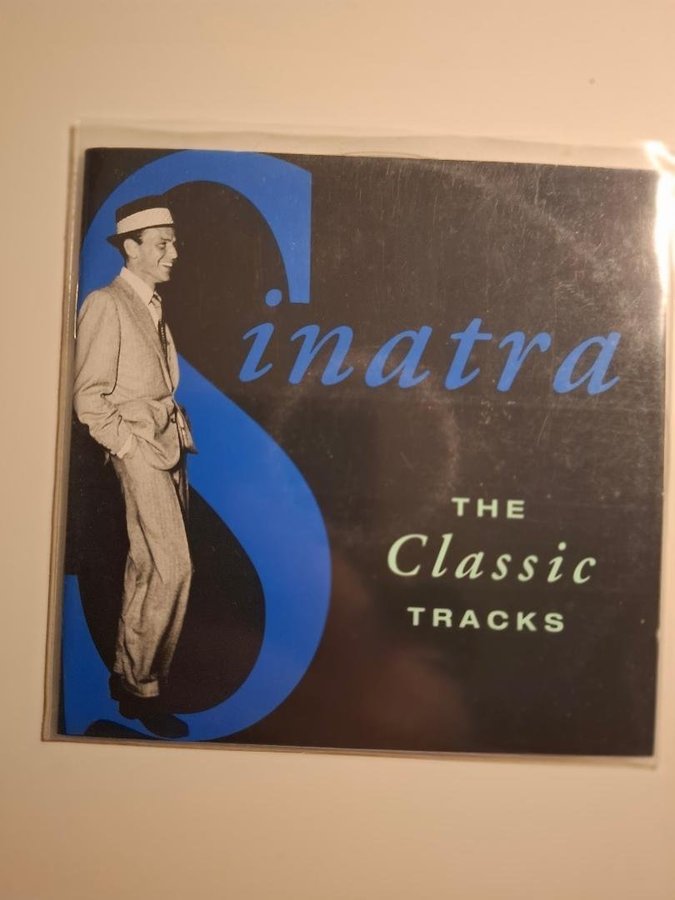 Sinatra
THE
Classic
TRACKS